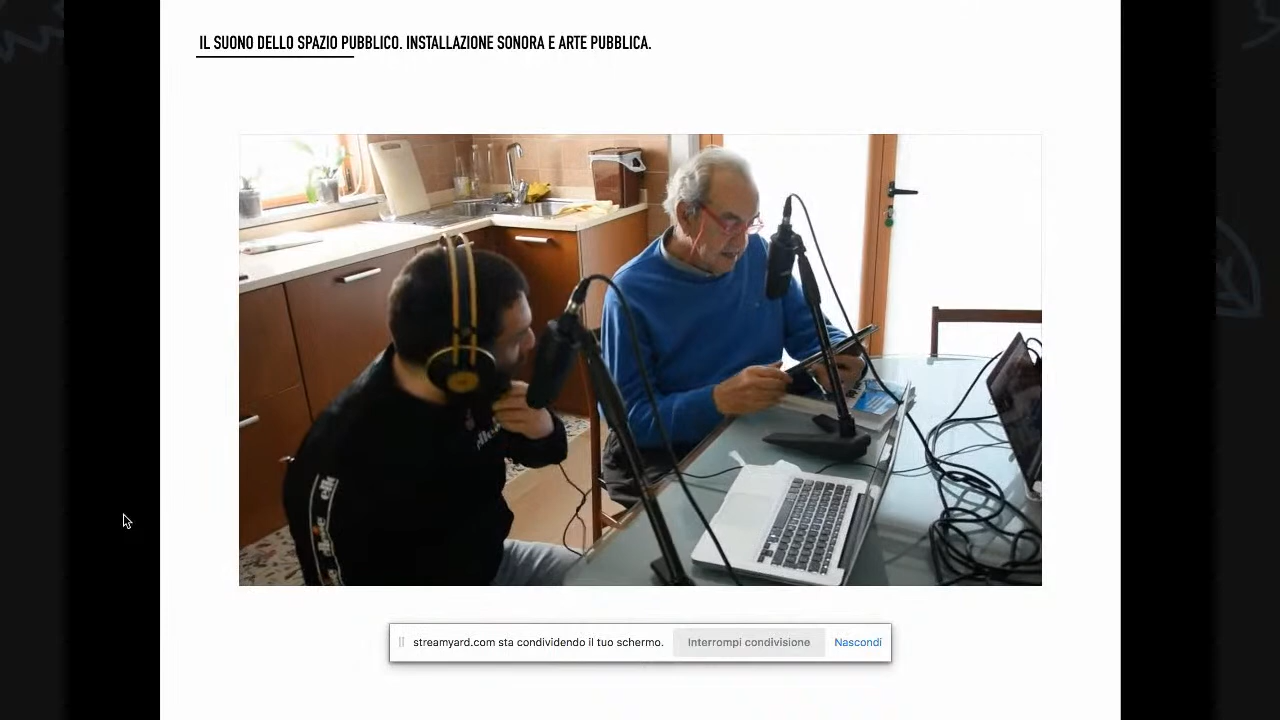 IL SUONO DELLO SPAZIO PUBBLICO. INSTALLAZIONE SONORA E ARTE PUBBLICA.
streamyard.com sta condividendo il tuo schermo. Interrompi condivisione Nascondi